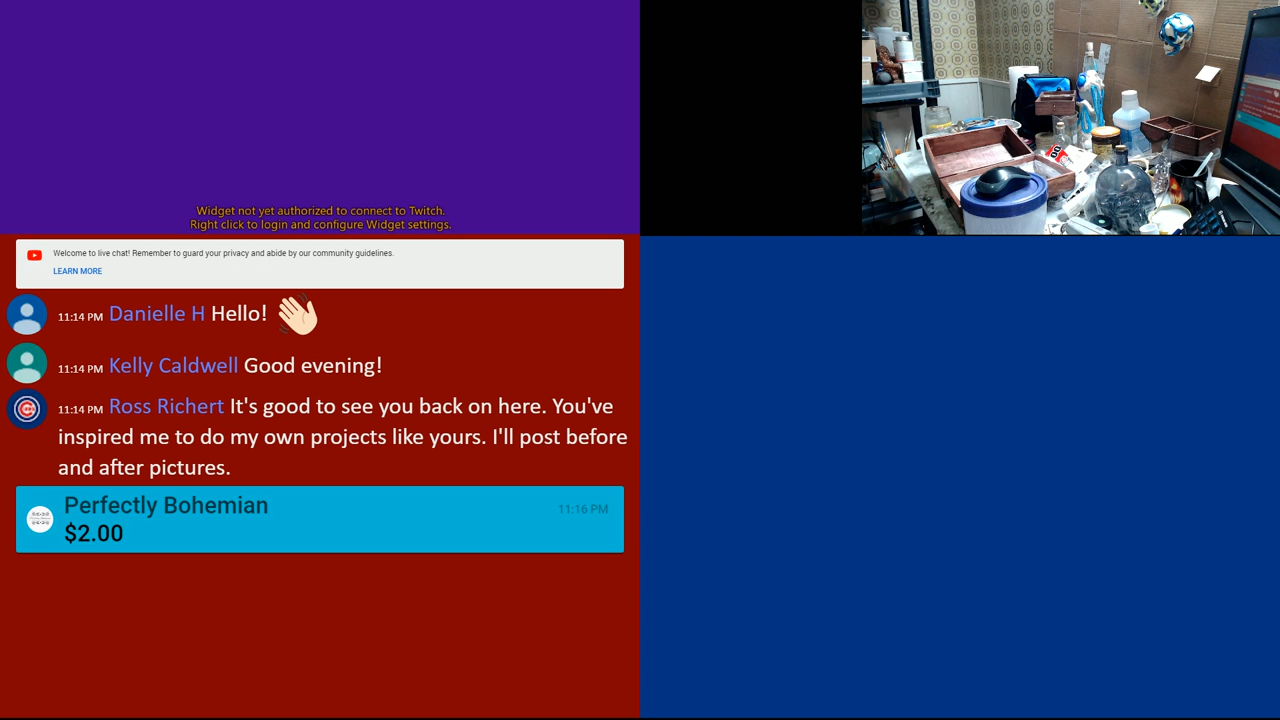 Widget not yet authorized to connect to Twitch.
Right click to login and configure Widget settings.
Welcome to live chat! Remember to guard your privacy and abide by our community guidelines.
LEARN MORE
11:14 PM Danielle H Hello!
11:14 PM Kelly Caldwell Good evening!
11:14 PM Ross Richert It's good to see you back on here. You've
inspired me to do my own projects like yours. I'll post before
and after pictures.
Perfectly Bohemian 11:16 PM
$2.00